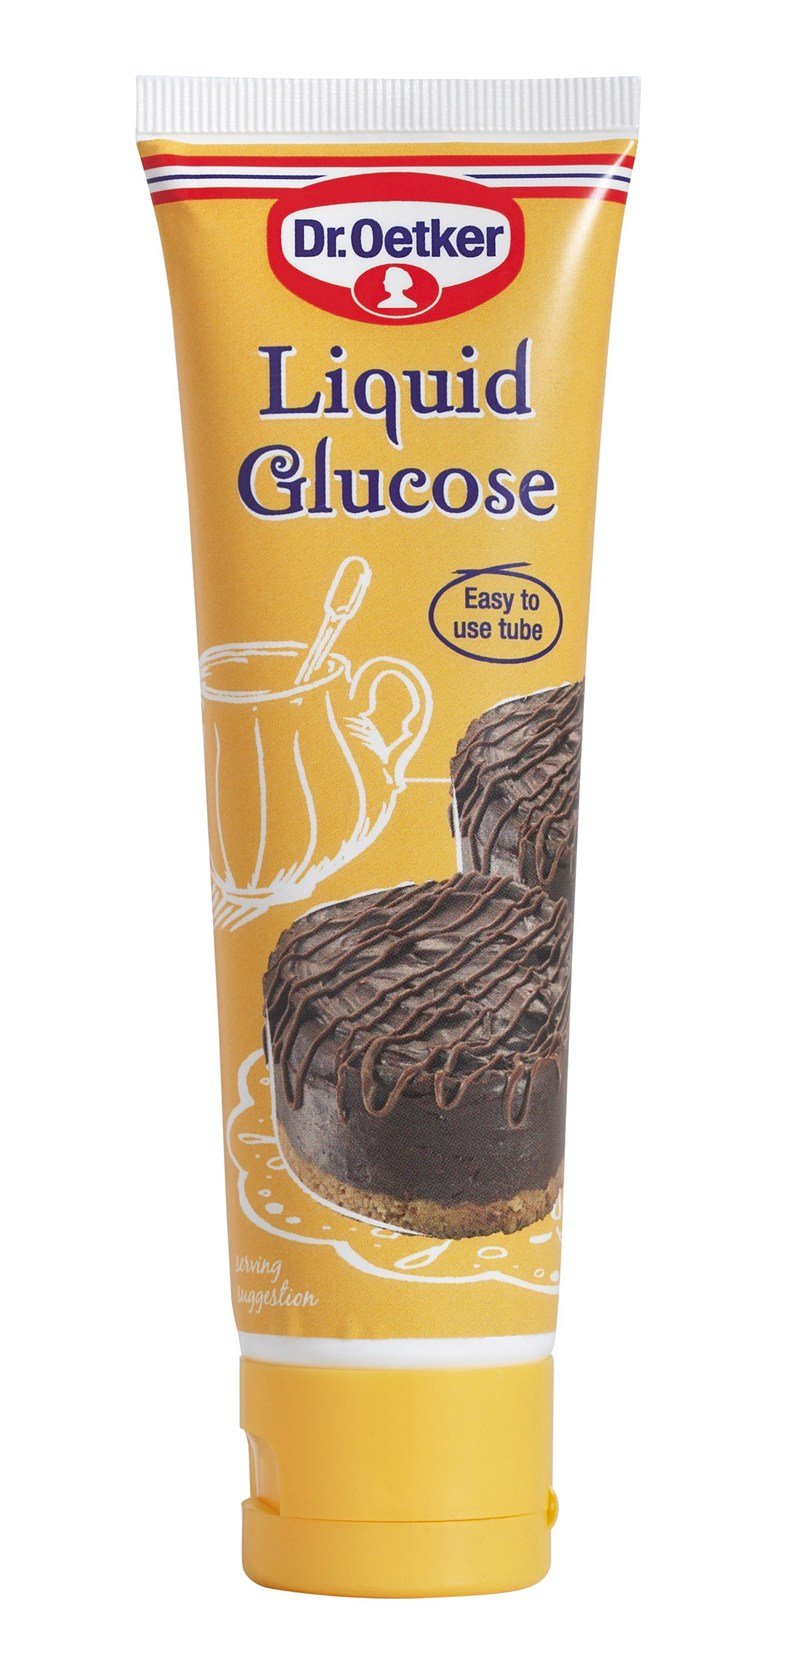 Dr.Oetker
Liquid
Glucose
Easy to
use tube
serving
suggestion